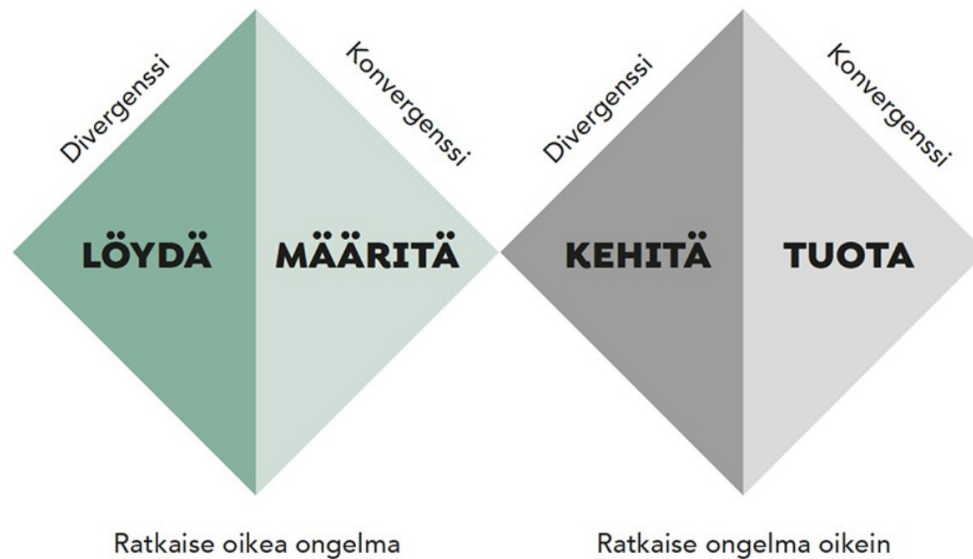 Divergenssi
Konvergenssi
Divergenssi
Konvergenssi
LÖYDÄ
MÄÄRITÄ
KEHITÄ
TUOTA
Ratkaise oikea ongelma
Ratkaise ongelma oikein